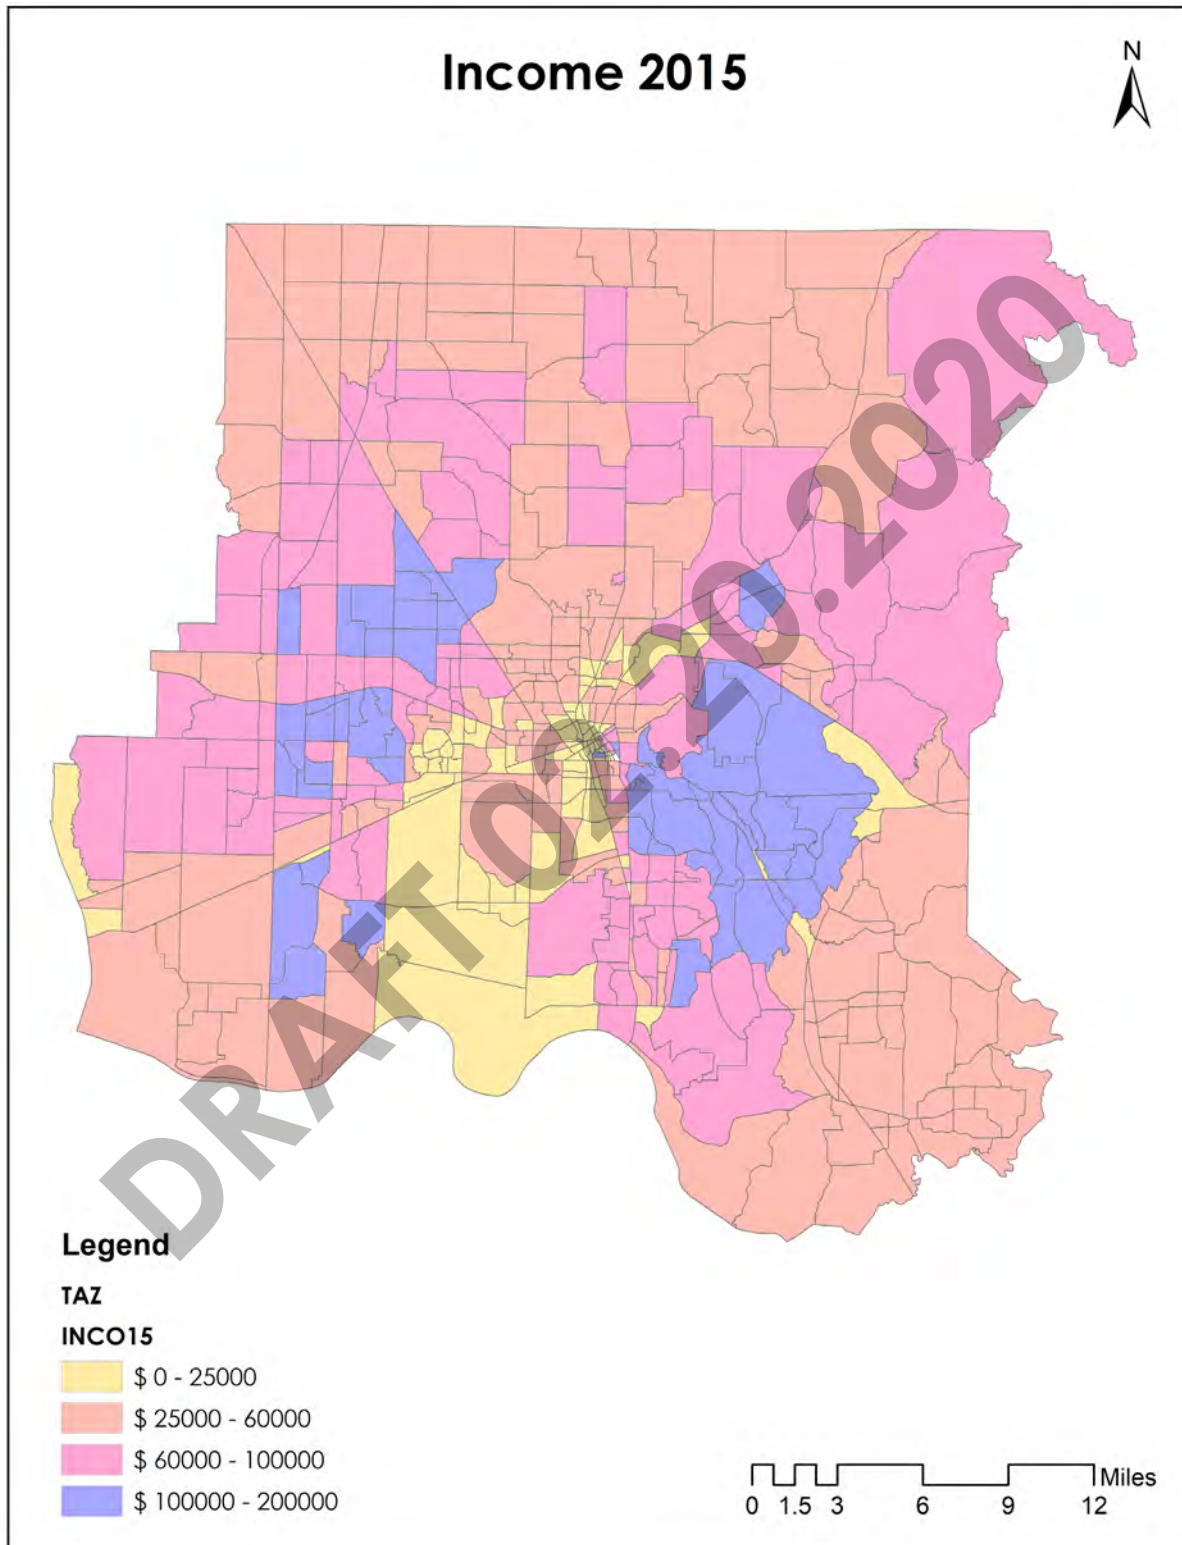 Income 2015
N
DRAFT 02.20.2020
Legend
TAZ
INCO15
$ 0 - 25000
$ 25000 - 60000
$ 60000 - 100000
$ 100000 - 200000
Miles
0 1.5 3 6 9 12